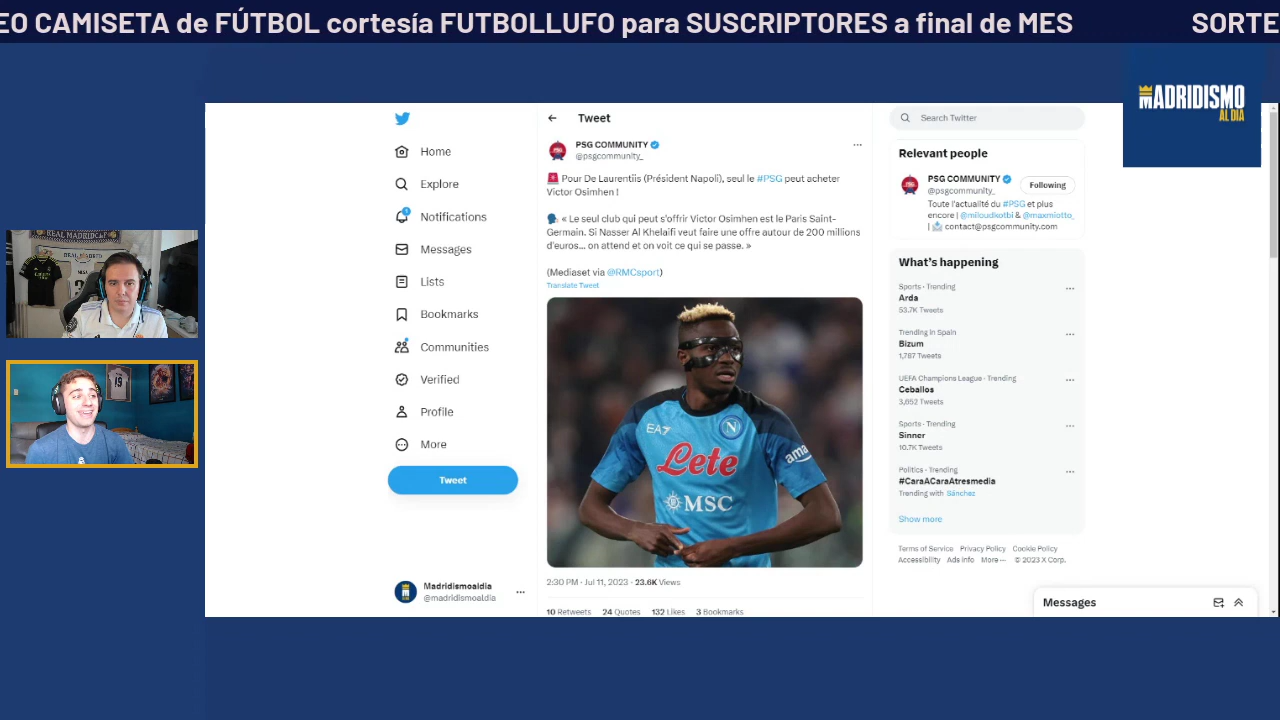 EO CAMISETA de FÚTBOL cortesía FUTBOLLUFO para SUSCRIPTORES a final de MES SORTE
MADRIDISMO
AL DIA
Tweet
Search Twitter
Home
Explore
Notifications
Messages
Lists
Bookmarks
Communities
Verified
Profile
More
Tweet
Madridismoaldia
@madridismoaldia
PSG COMMUNITY
@psgcommunity_
Pour De Laurentiis (Président Napoli), seul le #PSG peut acheter
Victor Osimhen !
« Le seul club qui peut s'offrir Victor Osimhen est le Paris Saint-
Germain. Si Nasser Al Khelaifi veut faire une offre autour de 200 millions
d'euros... on attend et on voit ce qui se passe. »
(Mediaset via @RMCsport)
Translate Tweet
EA7
N
Lete
MSC
ama
2:30 PM · Jul 11, 2023 · 23.6K Views
10 Retweets 24 Quotes 132 Likes 3 Bookmarks
Relevant people
PSG COMMUNITY
@psgcommunity_
Following
Toute l'actualité du #PSG et plus
encore | @miloudkotbi & @maxmiotto_
| contact@psgcommunity.com
What's happening
Sports · Trending
Arda
53.7K Tweets
Trending in Spain
Bizum
1,787 Tweets
UEFA Champions League · Trending
Ceballos
3,652 Tweets
Sports · Trending
Sinner
10.7K Tweets
Politics · Trending
#CaraACaraAtresmedia
Trending with Sánchez
Show more
Terms of Service Privacy Policy Cookie Policy
Accessibility Ads info More ··· © 2023 X Corp.
Messages
REAL MADRID CF
19